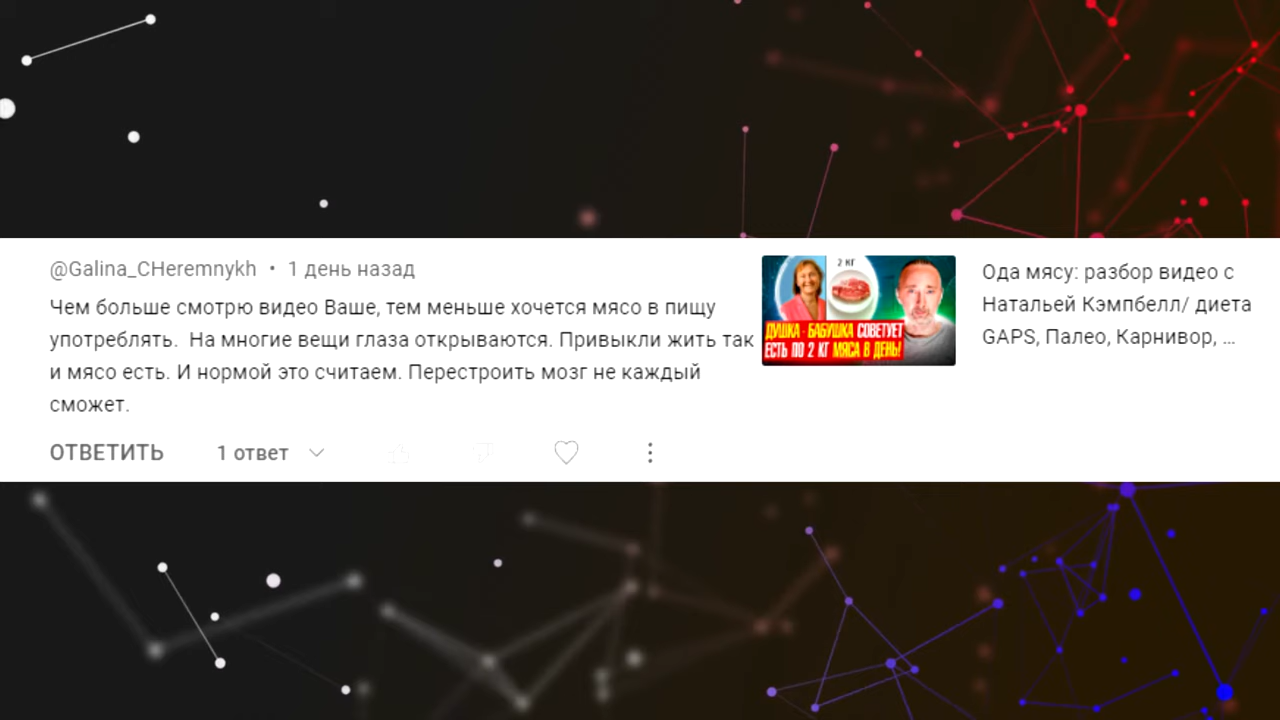 @Galina_CHeremnykh • 1 день назад
Чем больше смотрю видео Ваше, тем меньше хочется мясо в пищу
употреблять. На многие вещи глаза открываются. Привыкли жить так
и мясо есть. И нормой это считаем. Перестроить мозг не каждый
сможет.
ОТВЕТИТЬ 1 ответ
2 КГ
ДУШКА - БАБУШКА СОВЕТУЕТ
ЕСТЬ ПО 2 КГ МЯСА В ДЕНЬ!
Ода мясу: разбор видео с
Натальей Кэмпбелл/ диета
GAPS, Палео, Карнивор, ...